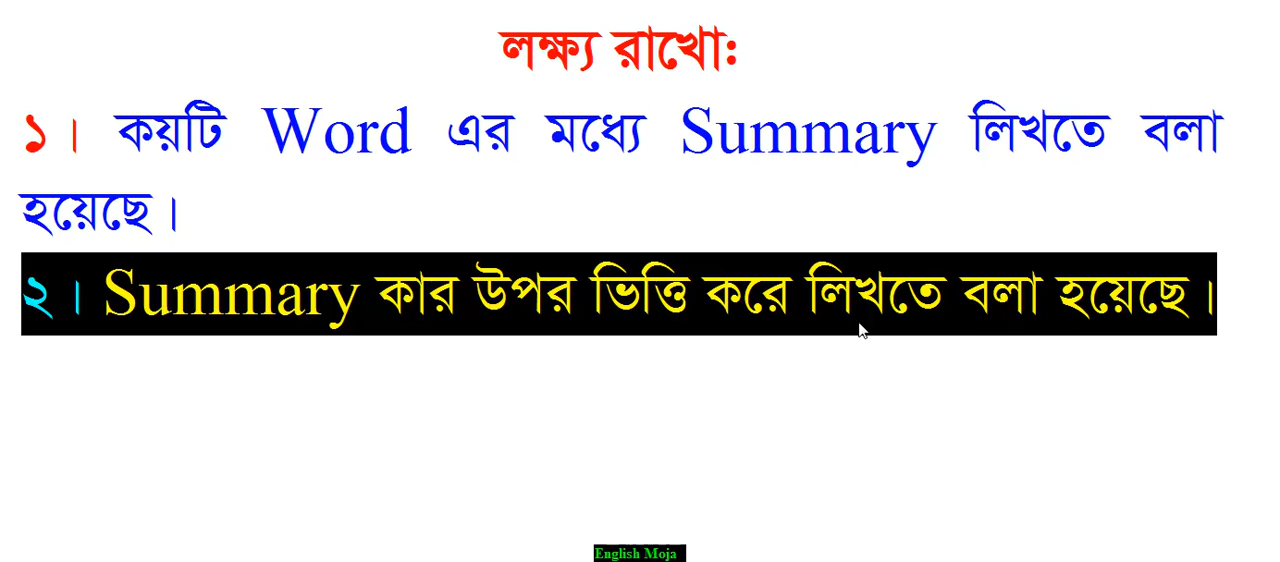 লক্ষ্য রাখো:
১। কয়টি Word এর মধ্যে Summary লিখতে বলা
হয়েছে।
২। Summary কার উপর ভিত্তি করে লিখতে বলা হয়েছে।
English Moja